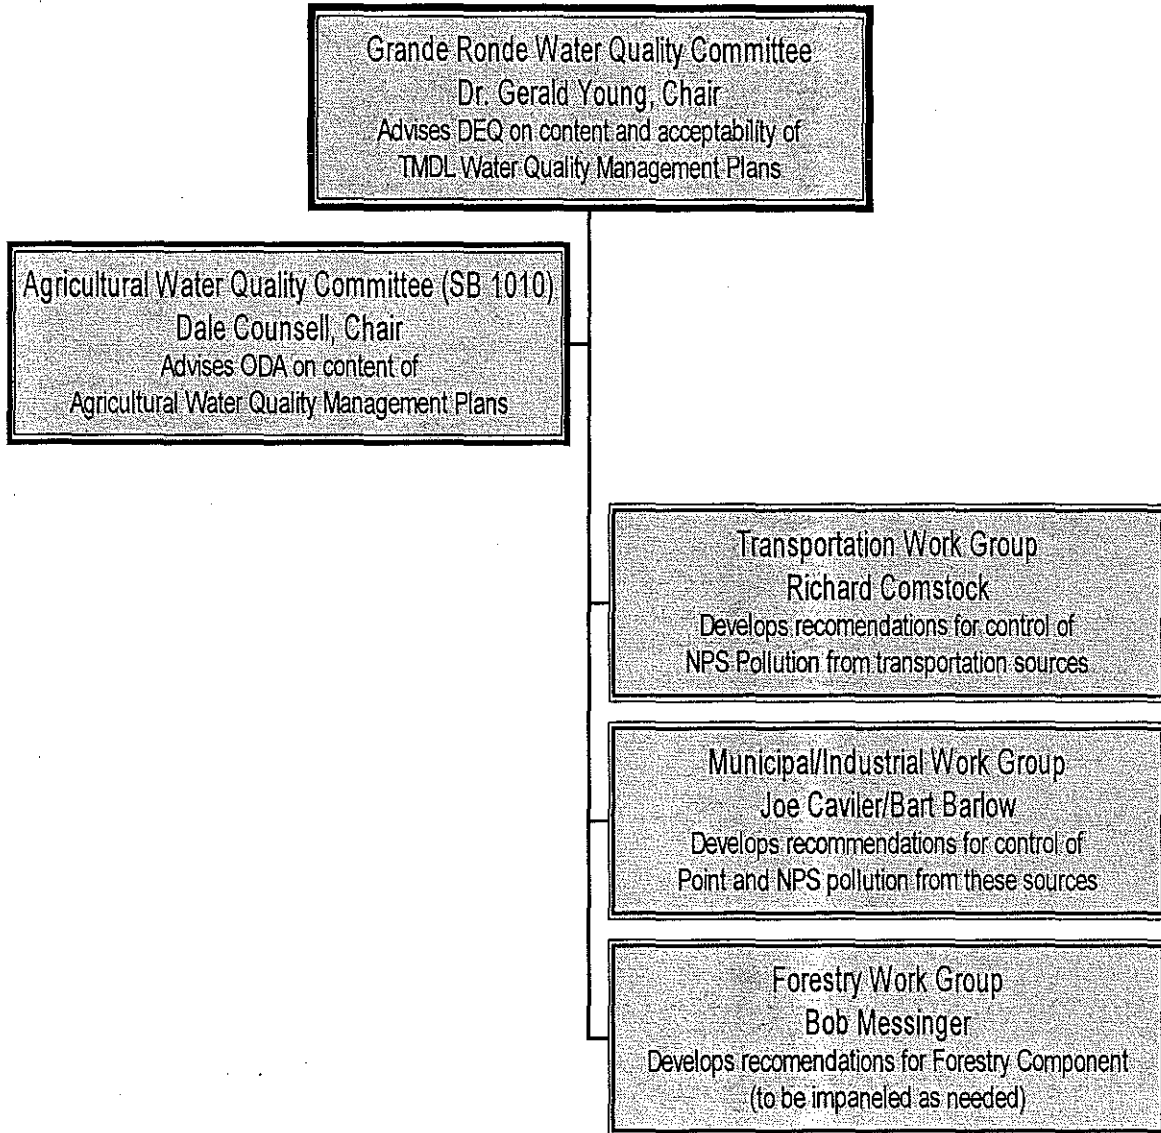 Grande Ronde Water Quality Committee
Dr. Gerald Young, Chair
Advises DEQ on content and acceptability of
TMDL Water Quality Management Plans
Agricultural Water Quality Committee (SB 1010)
Dale Counsell, Chair
Advises ODA on content of
Agricultural Water Quality Management Plans
Transportation Work Group
Richard Comstock
Develops recomendations for control of
NPS Pollution from transportation sources
Municipal/Industrial Work Group
Joe Caviler/Bart Barlow
Develops recommendations for control of
Point and NPS pollution from these sources
Forestry Work Group
Bob Messinger
Develops recomendations for Forestry Component
(to be impaneled as needed)